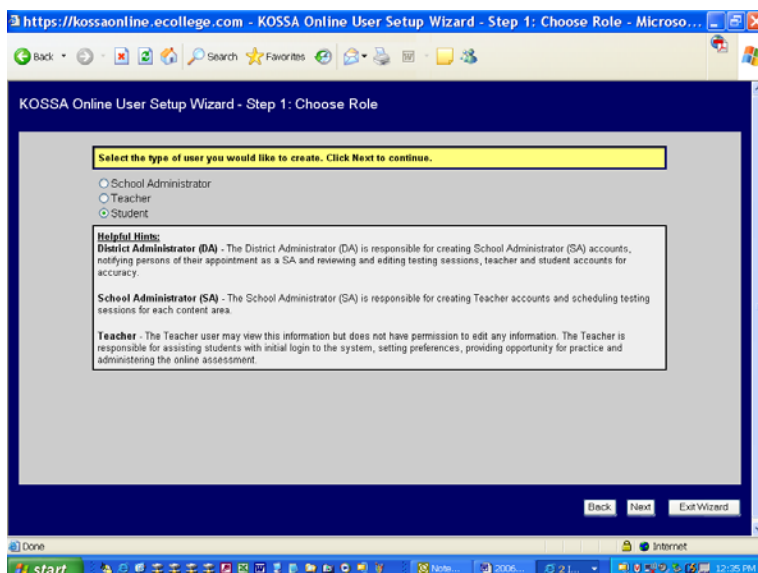 https://kossaonline.ecollege.com - KOSSA Online User Setup Wizard - Step 1: Choose Role - Microso...
Back Search Favorites
KOSSA Online User Setup Wizard - Step 1: Choose Role
Select the type of user you would like to create. Click Next to continue.
School Administrator
Teacher
Student
Helpful Hints:
District Administrator (DA) - The District Administrator (DA) is responsible for creating School Administrator (SA) accounts,
notifying persons of their appointment as a SA and reviewing and editing testing sessions, teacher and student accounts for
accuracy.
School Administrator (SA) - The School Administrator (SA) is responsible for creating Teacher accounts and scheduling testing
sessions for each content area.
Teacher - The Teacher user may view this information but does not have permission to edit any information. The Teacher is
responsible for assisting students with initial login to the system, setting preferences, providing opportunity for practice and
administering the online assessment.
Back Next Exit Wizard
Done Internet
start Note... 2006... 2 I... 12:35 PM